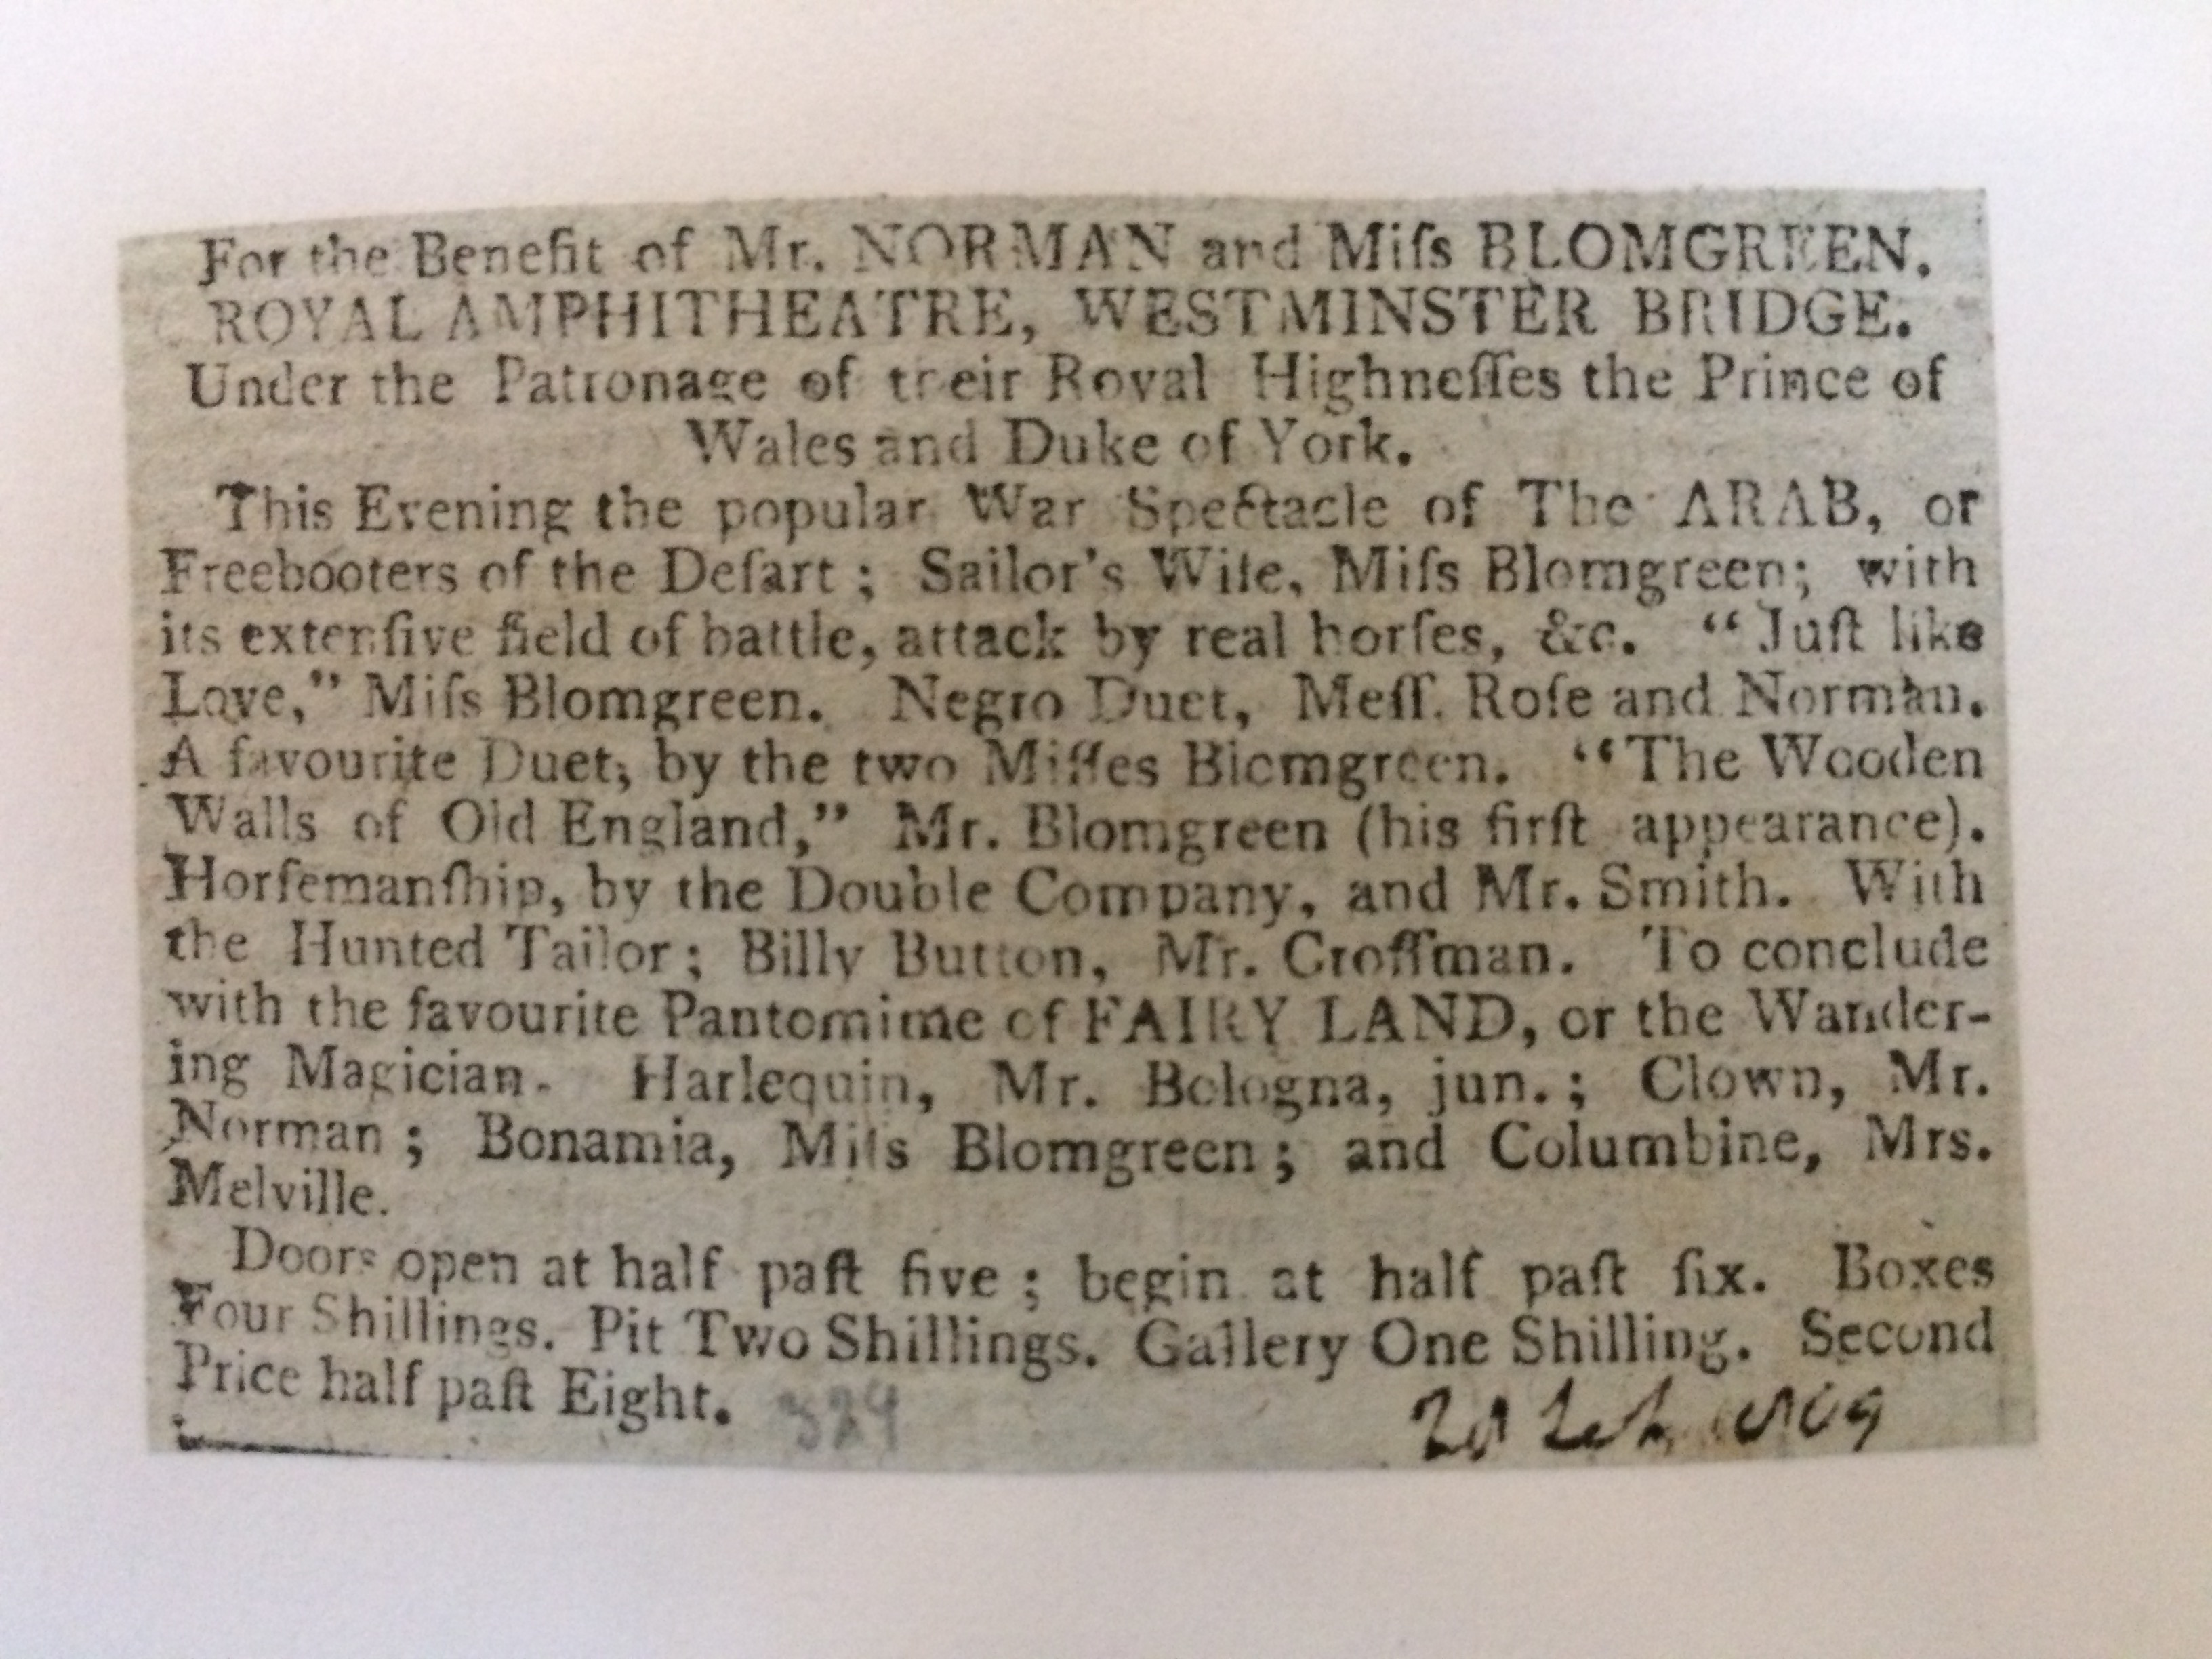 For the Benefit of Mr. NORMAN and Miſs BLOMGREEN.
ROYAL AMPHITHEATRE, WESTMINSTER BRIDGE.
Under the Patronage of their Royal Highneſſes the Prince of
Wales and Duke of York.
This Evening the popular War Spectacle of The ARAB, or
Freebooters of the Deſart; Sailor's Wife, Miſs Blomgreen; with
its extenſive field of battle, attack by real horſes, &c. "Juſt like
Love," Miſs Blomgreen. Negro Duet, Meſſ. Roſe and Norman.
A favourite Duet, by the two Miſſes Blomgreen. "The Wooden
Walls of Old England," Mr. Blomgreen (his firſt appearance).
Horſemanſhip, by the Double Company, and Mr. Smith. With
the Hunted Tailor; Billy Button, Mr. Croſſman. To conclude
with the favourite Pantomime of FAIRY LAND, or the Wander-
ing Magician. Harlequin, Mr. Bologna, jun.; Clown, Mr.
Norman; Bonamia, Miſs Blomgreen; and Columbine, Mrs.
Melville.
Doors open at half paſt five; begin at half paſt ſix. Boxes
Four Shillings. Pit Two Shillings. Gallery One Shilling. Second
Price half paſt Eight. 329